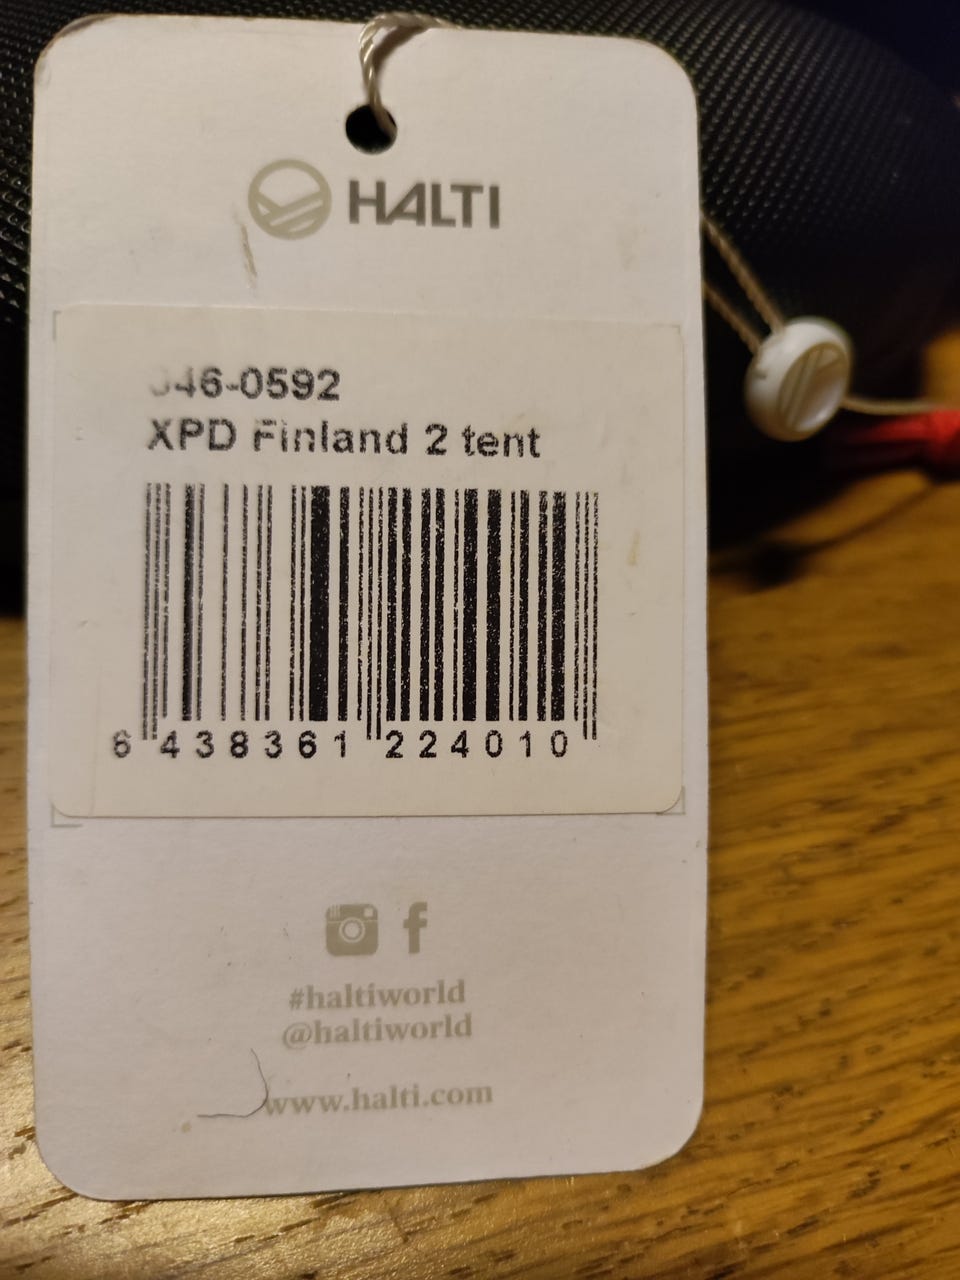 HALTI
XPD Finland 2 tent
6 438361 224010
#haltiworld
@haltiworld
www.halti.com